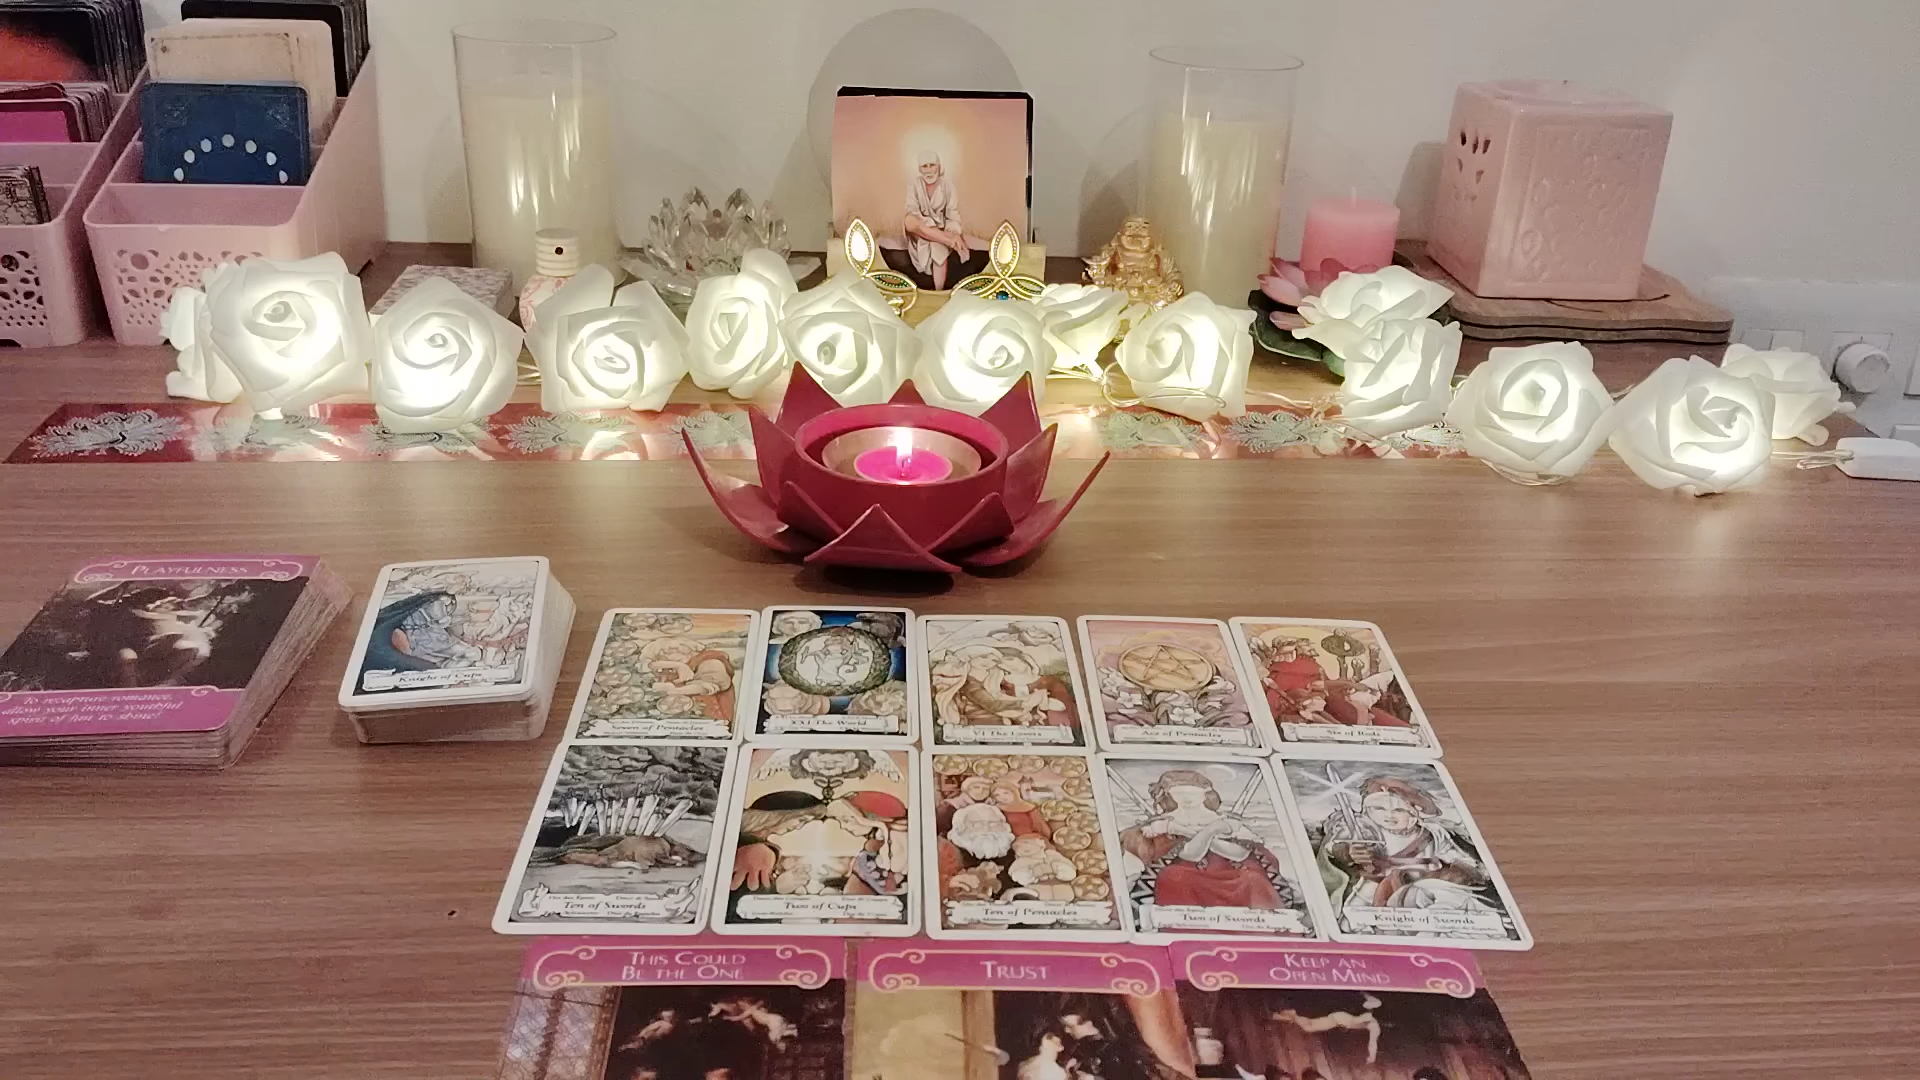 PLAYFULNESS
To recapture romance,
allow your inner youthful
spirit of fun to shine!
Knight of Cups
Seven of Pentacles
XXI The World
VI The Lovers
Ace of Pentacles
Six of Rods
Ten of Swords
Two of Cups
Ten of Pentacles
Two of Swords
Knight of Swords
THIS COULD
BE THE ONE
TRUST
KEEP AN
OPEN MIND